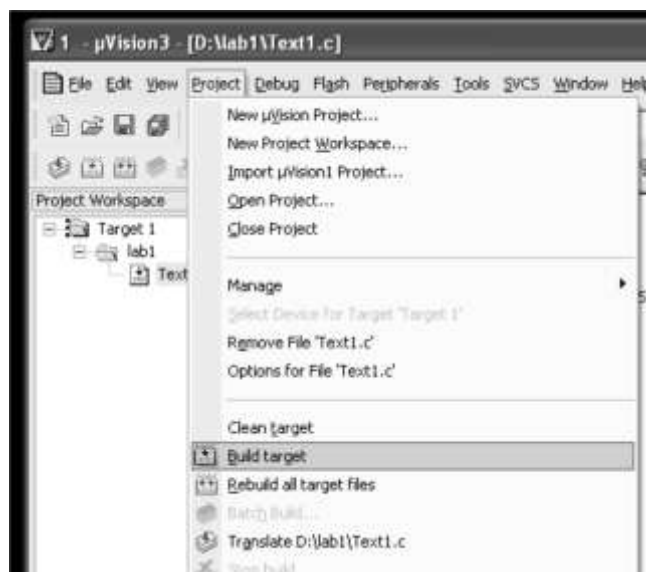 1 - µVision3 - [D:\lab1\Text1.c]
File Edit View Project Debug Flash Peripherals Tools SVCS Window Help
New µVision Project...
New Project Workspace...
Import µVision1 Project...
Open Project...
Close Project
Project Workspace
Target 1
lab1
Text
Manage
Select Device for Target 'Target 1'
Remove File 'Text1.c'
Options for File 'Text1.c'
Clean target
Build target
Rebuild all target files
Batch Build...
Translate D:\lab1\Text1.c
Stop build